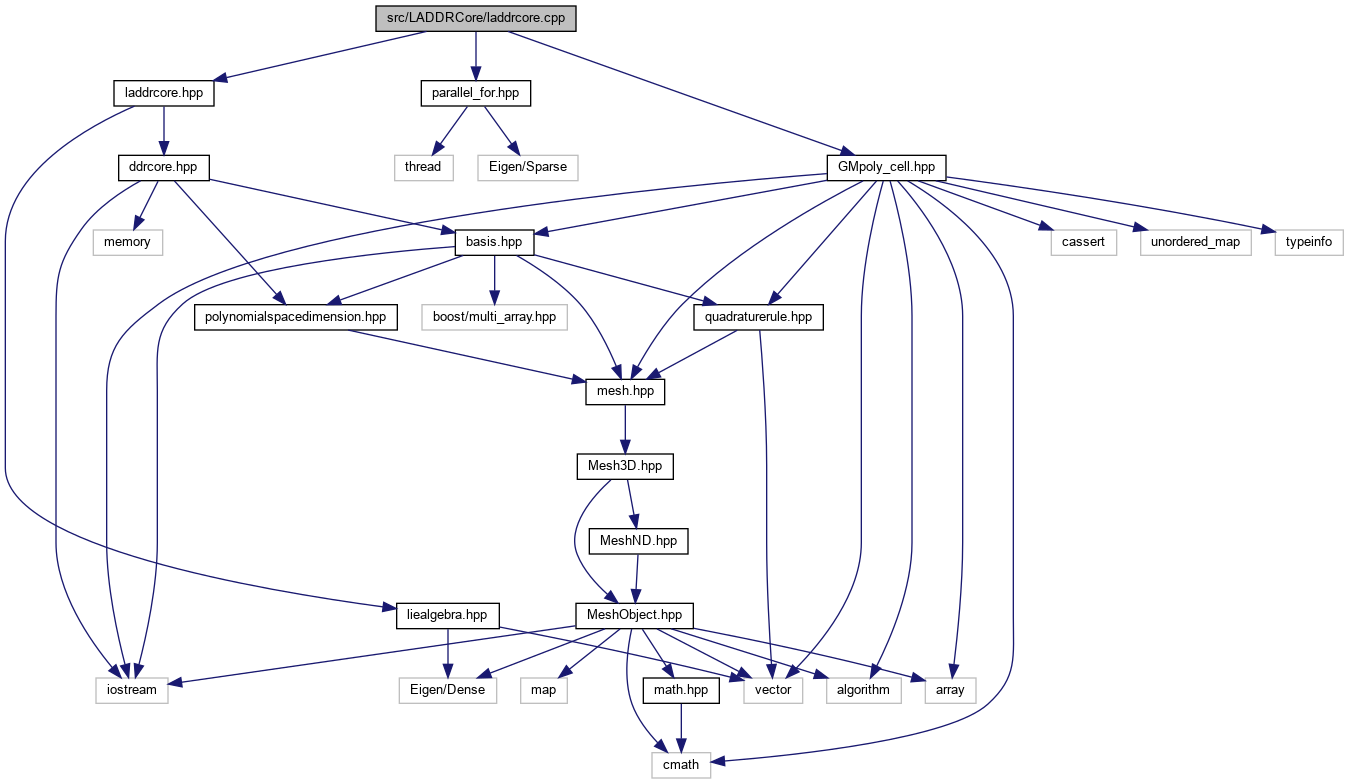 src/LADDRCore/laddrcore.cpp
laddrcore.hpp
parallel_for.hpp
ddrcore.hpp
thread
Eigen/Sparse
GMpoly_cell.hpp
memory
basis.hpp
cassert
unordered_map
typeinfo
polynomialspacedimension.hpp
boost/multi_array.hpp
quadraturerule.hpp
mesh.hpp
Mesh3D.hpp
MeshND.hpp
liealgebra.hpp
MeshObject.hpp
iostream
Eigen/Dense
map
math.hpp
vector
algorithm
array
cmath